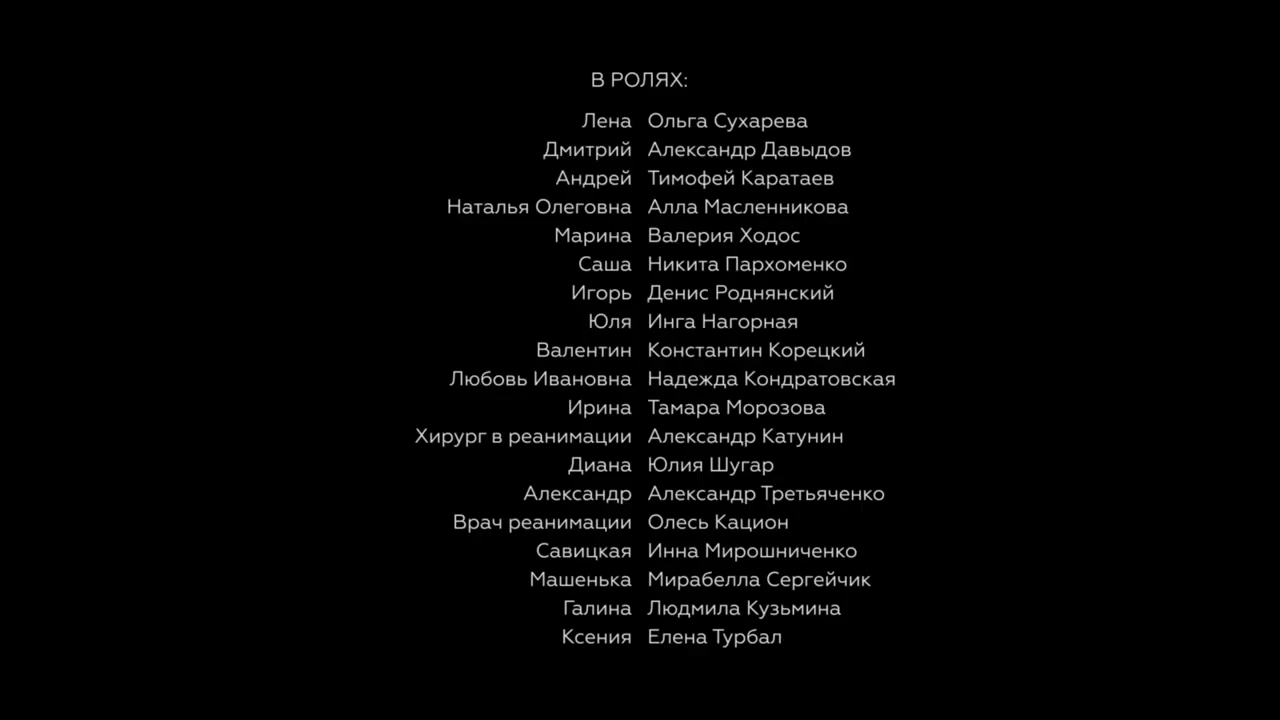 В РОЛЯХ:
Лена Ольга Сухарева
Дмитрий Александр Давыдов
Андрей Тимофей Каратаев
Наталья Олеговна Алла Масленникова
Марина Валерия Ходос
Саша Никита Пархоменко
Игорь Денис Роднянский
Юля Инга Нагорная
Валентин Константин Корецкий
Любовь Ивановна Надежда Кондратовская
Ирина Тамара Морозова
Хирург в реанимации Александр Катунин
Диана Юлия Шугар
Александр Александр Третьяченко
Врач реанимации Олесь Кацион
Савицкая Инна Мирошниченко
Машенька Мирабелла Сергейчик
Галина Людмила Кузьмина
Ксения Елена Турбал